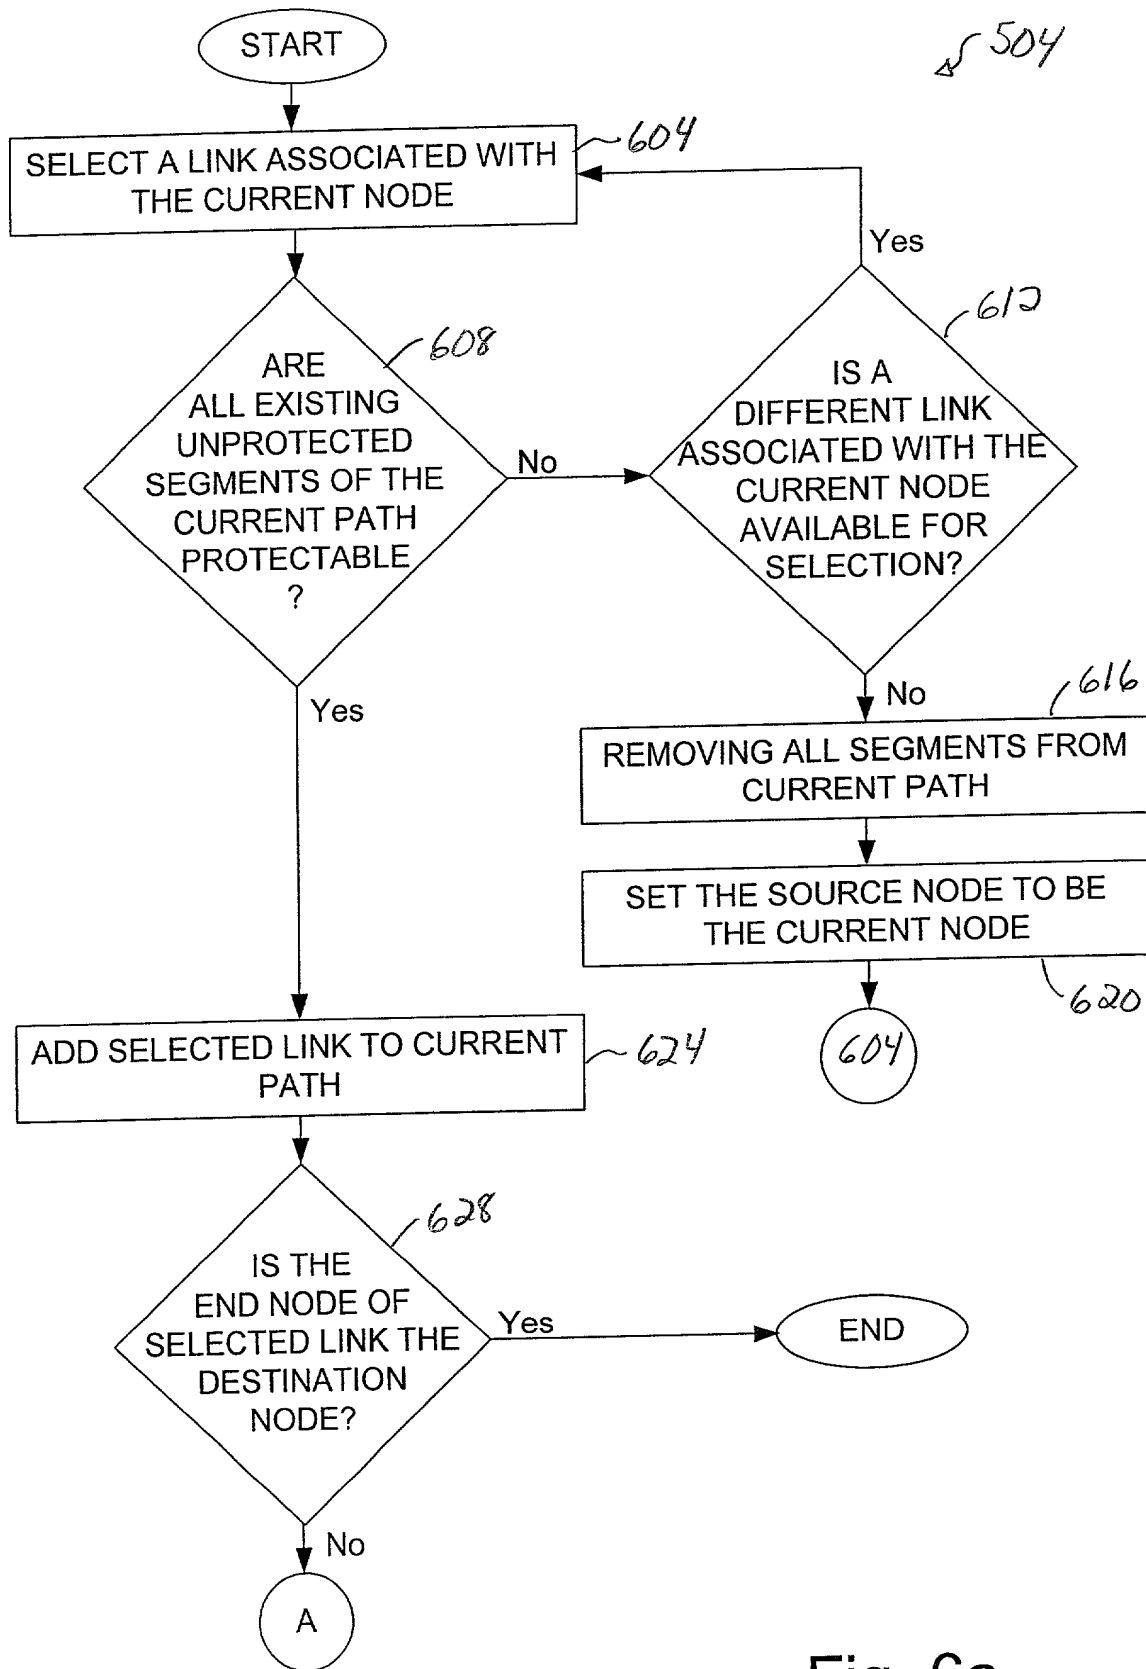 START
504
SELECT A LINK ASSOCIATED WITH
THE CURRENT NODE
604
Yes
ARE
ALL EXISTING
UNPROTECTED
SEGMENTS OF THE
CURRENT PATH
PROTECTABLE
?
608
No
IS A
DIFFERENT LINK
ASSOCIATED WITH THE
CURRENT NODE
AVAILABLE FOR
SELECTION?
612
Yes
No
616
REMOVING ALL SEGMENTS FROM
CURRENT PATH
SET THE SOURCE NODE TO BE
THE CURRENT NODE
620
604
ADD SELECTED LINK TO CURRENT
PATH
624
IS THE
END NODE OF
SELECTED LINK THE
DESTINATION
NODE?
628
Yes
END
No
A
Fig. 6a